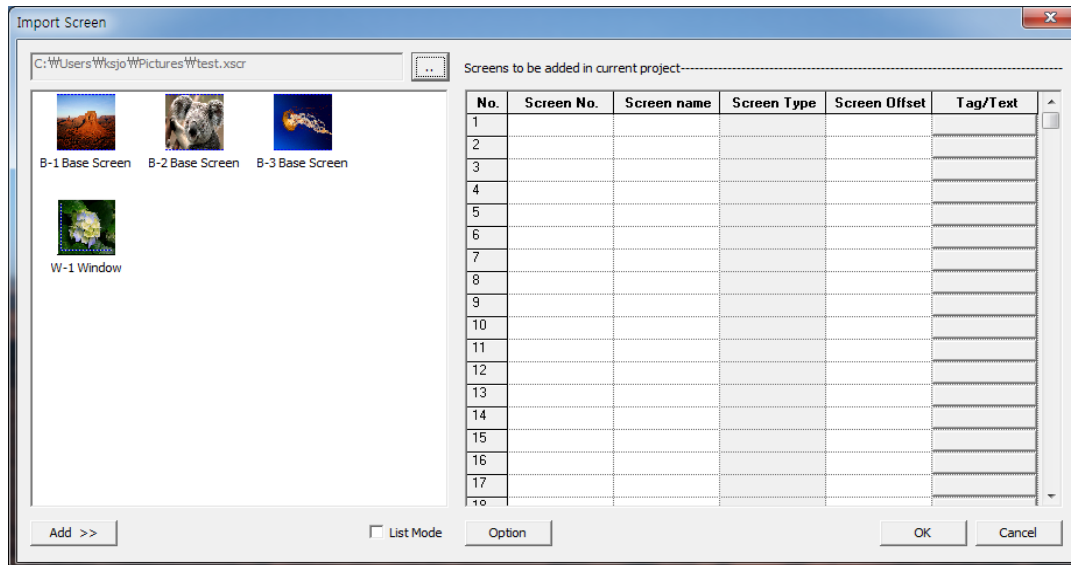 Import Screen
C:₩Users₩ksjo₩Pictures₩test.xscr
..
Screens to be added in current project
B-1 Base Screen B-2 Base Screen B-3 Base Screen
W-1 Window
No. Screen No. Screen name Screen Type Screen Offset Tag/Text
1
2
3
4
5
6
7
8
9
10
11
12
13
14
15
16
17
18
Add >> List Mode Option OK Cancel